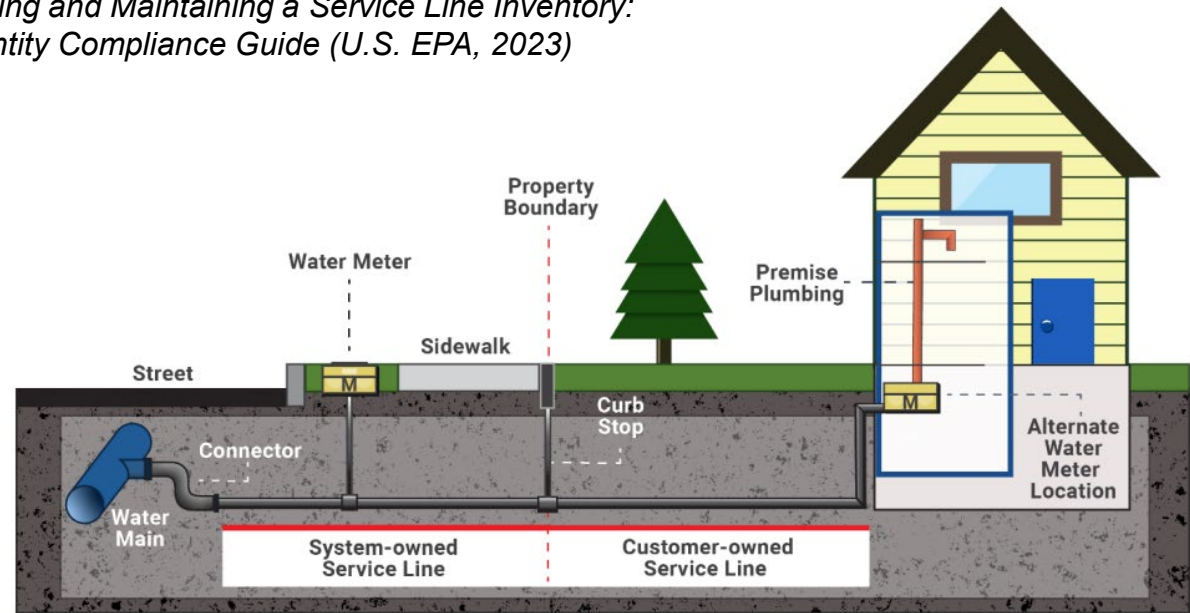 ing and Maintaining a Service Line Inventory:
ntity Compliance Guide (U.S. EPA, 2023)
Property
Boundary
Water Meter
Premise
Plumbing
Sidewalk
Street
M
Curb
Stop
M
Connector
Alternate
Water
Meter
Location
Water
Main
System-owned
Service Line
Customer-owned
Service Line